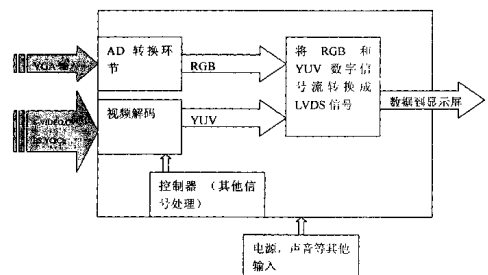 AD 转换环
节
RGB
将 RGB 和
YUV 数字信
号流转换成
LVDS 信号
VGA 输入
数据到显示屏
视频解码
YUV
控制器 (其他信
号处理)
电源,声音等其他
输入